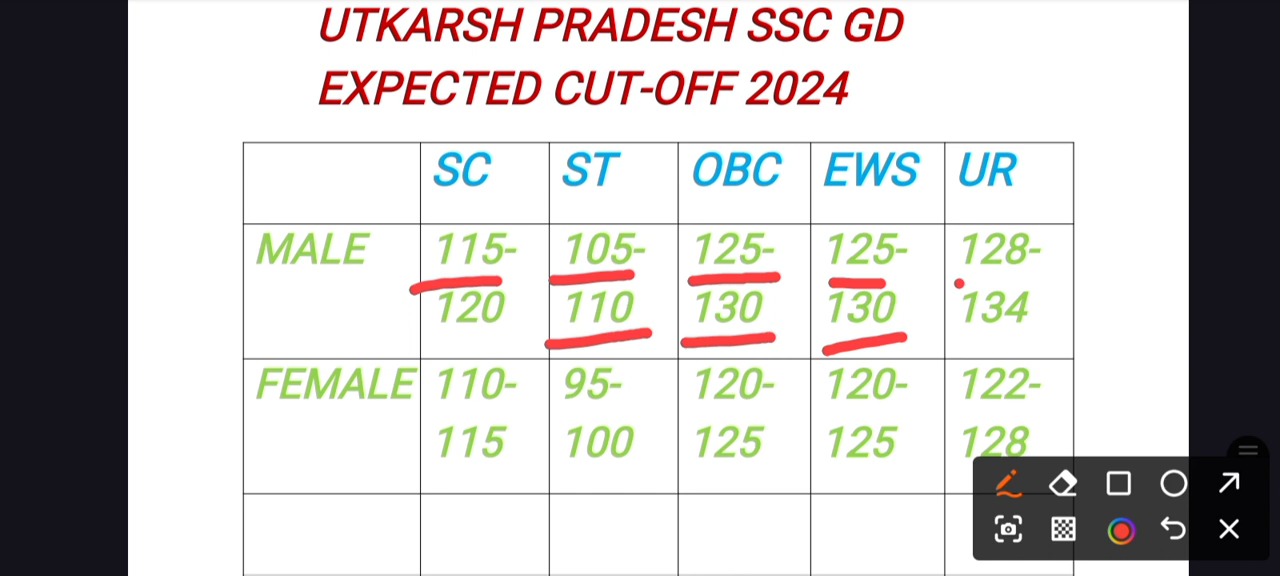 UTKARSH PRADESH SSC GD
EXPECTED CUT-OFF 2024
SC ST OBC EWS UR
MALE 115- 105- 125- 125- 128-
120 110 130 130 134
FEMALE 110- 95- 120- 120- 122-
115 100 125 125 128